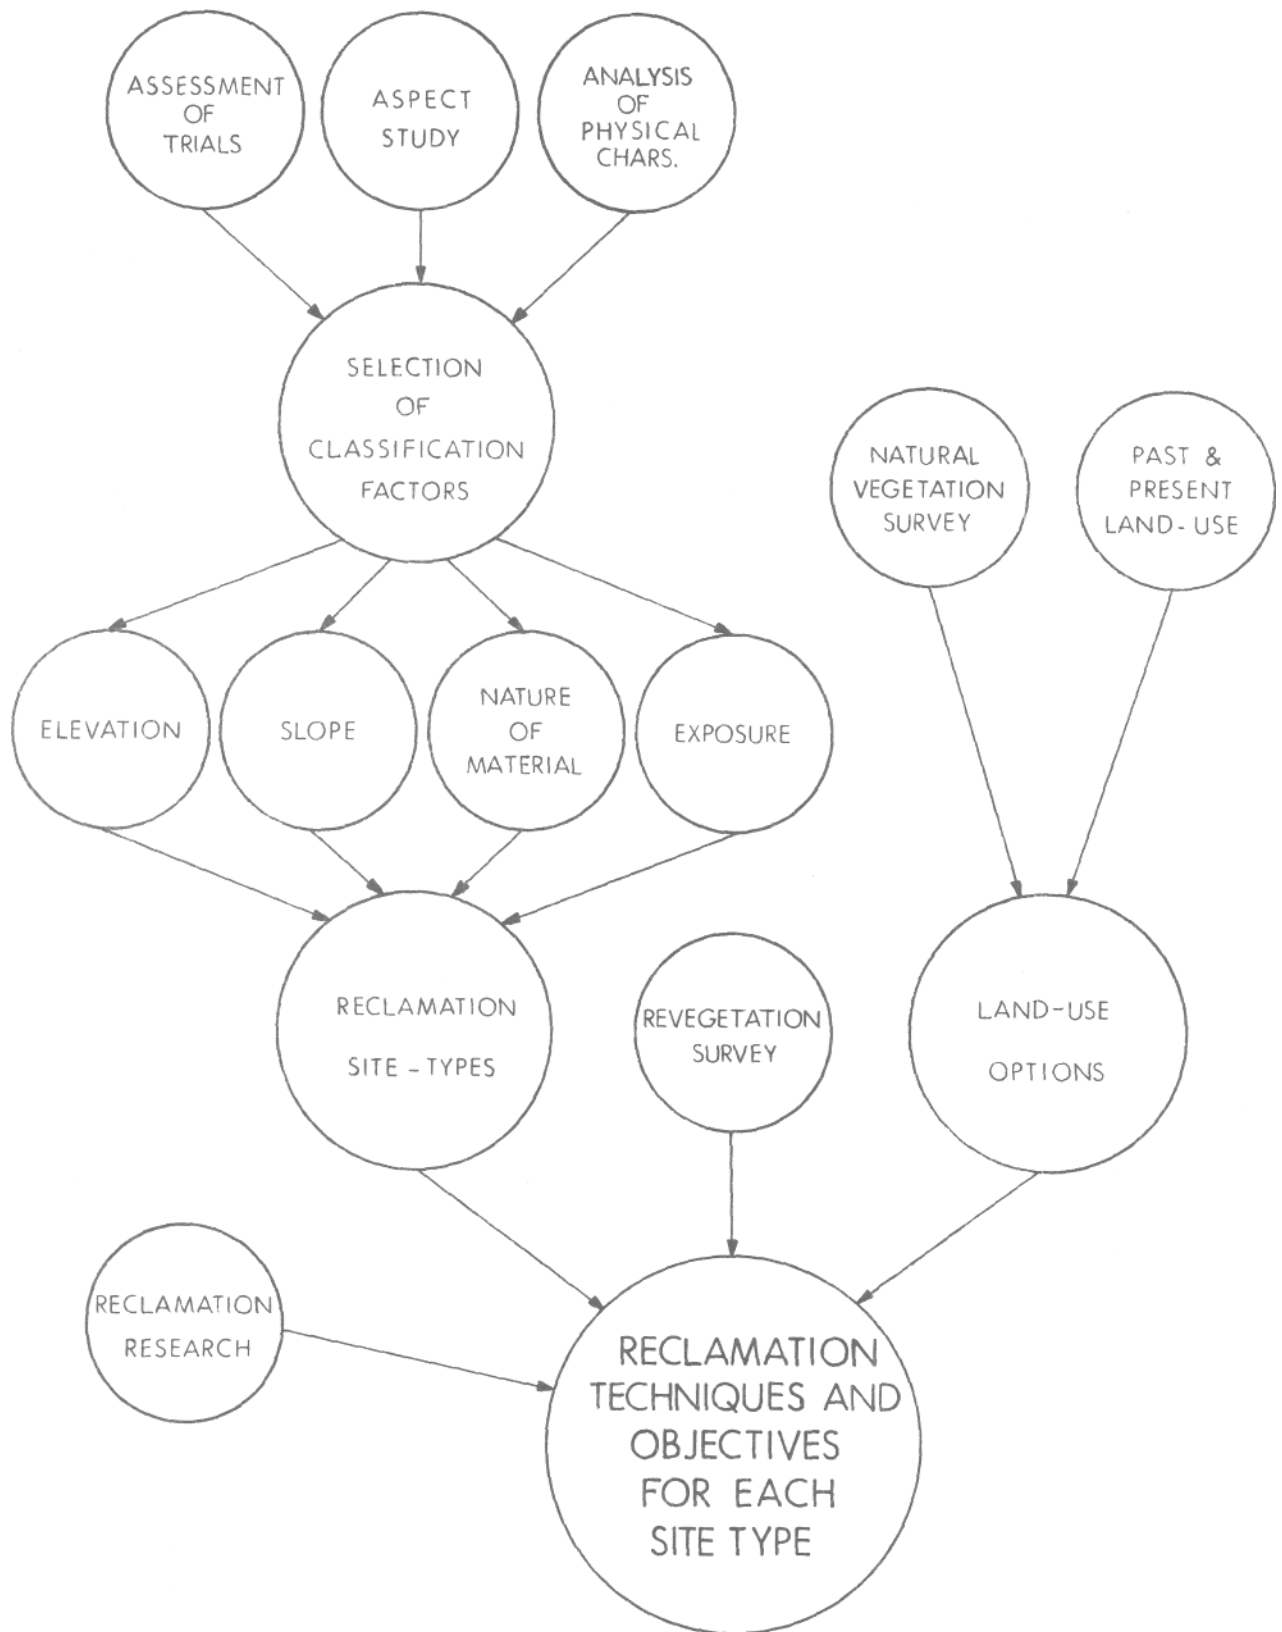 ASSESSMENT
OF
TRIALS
ASPECT
STUDY
ANALYSIS
OF
PHYSICAL
CHARS.
SELECTION
OF
CLASSIFICATION
FACTORS
NATURAL
VEGETATION
SURVEY
PAST &
PRESENT
LAND-USE
ELEVATION
SLOPE
NATURE
OF
MATERIAL
EXPOSURE
RECLAMATION
SITE-TYPES
REVEGETATION
SURVEY
LAND-USE
OPTIONS
RECLAMATION
RESEARCH
RECLAMATION
TECHNIQUES AND
OBJECTIVES
FOR EACH
SITE TYPE